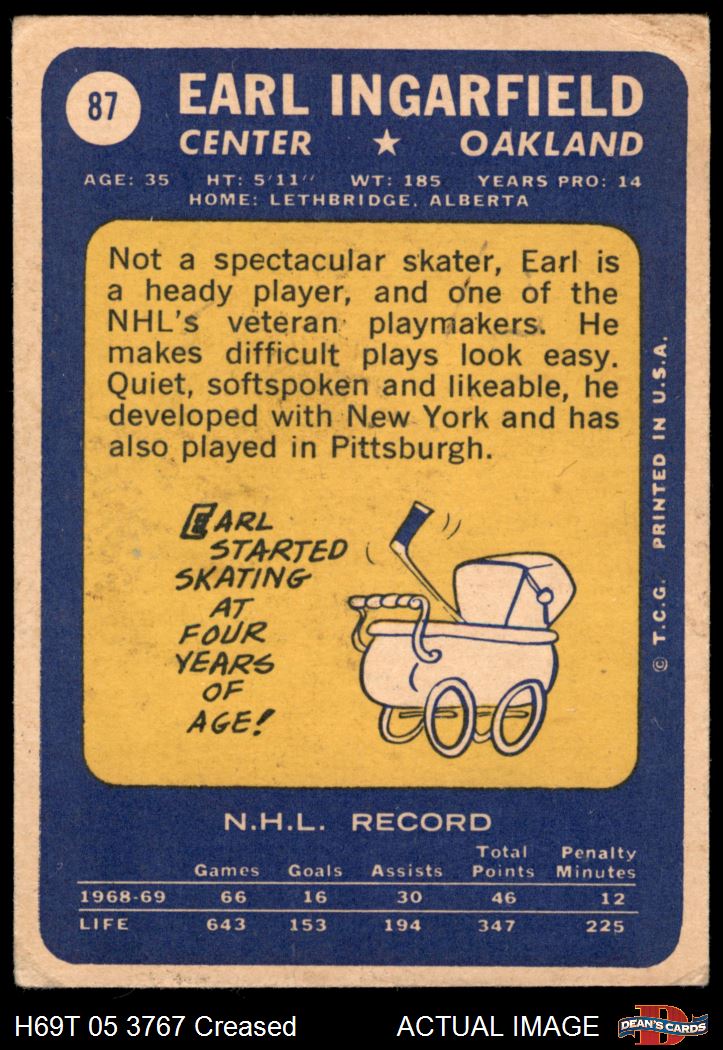 87
EARL INGARFIELD
CENTER ★ OAKLAND
AGE: 35 HT: 5'11" WT: 185 YEARS PRO: 14
HOME: LETHBRIDGE, ALBERTA
Not a spectacular skater, Earl is
a heady player, and one of the
NHL's veteran playmakers. He
makes difficult plays look easy.
Quiet, softspoken and likeable, he
developed with New York and has
also played in Pittsburgh.
EARL
STARTED
SKATING
AT
FOUR
YEARS
OF
AGE!
© T.C.G. PRINTED IN U.S.A.
N.H.L. RECORD
Games Goals Assists Total Points Penalty Minutes
1968-69 66 16 30 46 12
LIFE 643 153 194 347 225
H69T 05 3767 Creased
ACTUAL IMAGE
D
DEAN'S CARDS